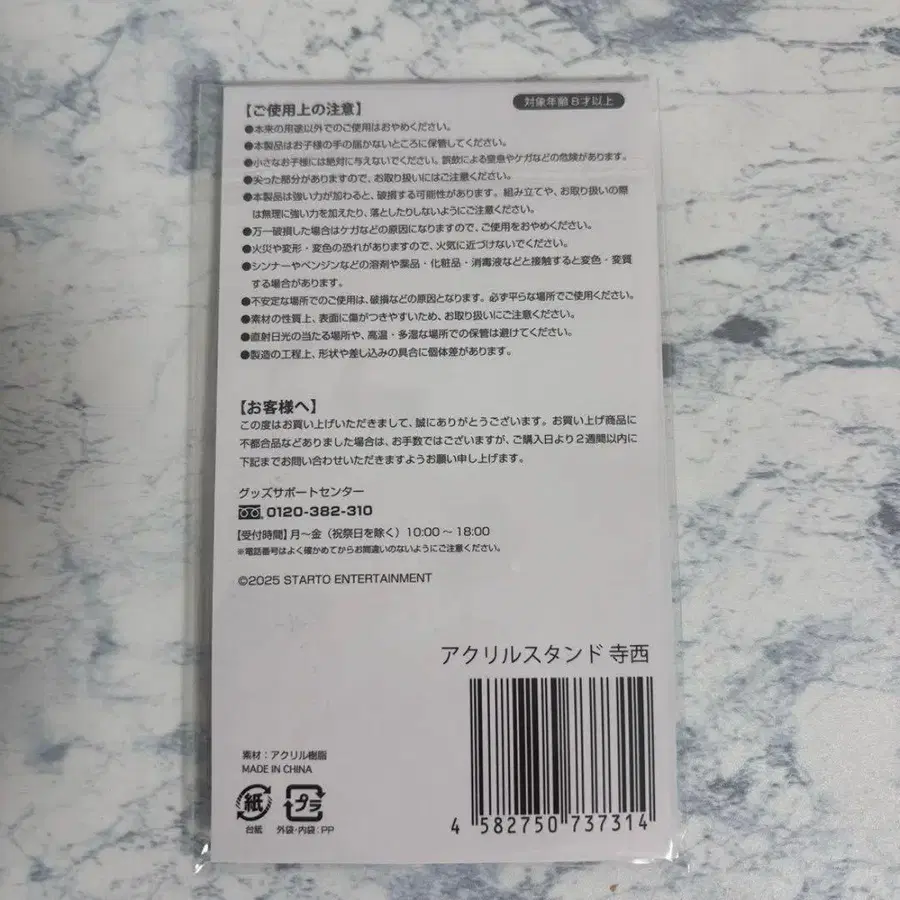 【ご使用上の注意】
対象年齢8才以上
●本来の用途以外でのご使用はおやめください。
●本製品はお子様の手の届かないところに保管してください。
●小さなお子様には絶対に与えないでください。誤飲による窒息やケガなどの危険があります。
●尖った部分がありますので、お取り扱いにはご注意ください。
●本製品は強い力が加わると、破損する可能性があります。組み立てや、お取り扱いの際
は無理に強い力を加えたり、落としたりしないようにご注意ください。
●万一破損した場合はケガなどの原因になりますので、ご使用をおやめください。
●火災や変形・変色の恐れがありますので、火気に近づけないでください。
●シンナーやベンジンなどの溶剤や薬品・化粧品・消毒液などと接触すると変色・変質
する場合があります。
●不安定な場所でのご使用は、破損などの原因となります。必ず平らな場所でご使用ください。
●素材の性質上、表面に傷がつきやすいため、お取り扱いにご注意ください。
●直射日光の当たる場所や、高温・多湿な場所での保管は避けてください。
●製造の工程上、形状や差し込みの具合に個体差があります。
【お客様へ】
この度はお買い上げいただきまして、誠にありがとうございます。お買い上げ商品に
不都合品などありました場合は、お手数ではございますが、ご購入日より2週間以内に
下記までお問い合わせいただきますようお願い申し上げます。
グッズサポートセンター
0120-382-310
【受付時間】月〜金（祝祭日を除く）10:00〜18:00
※電話番号はよく確かめてからお間違いのないようにご注意ください。
©2025 STARTO ENTERTAINMENT
アクリルスタンド 寺西
素材：アクリル樹脂
MADE IN CHINA
紙 プラ
台紙 外袋・内袋：PP
4 582750 737314